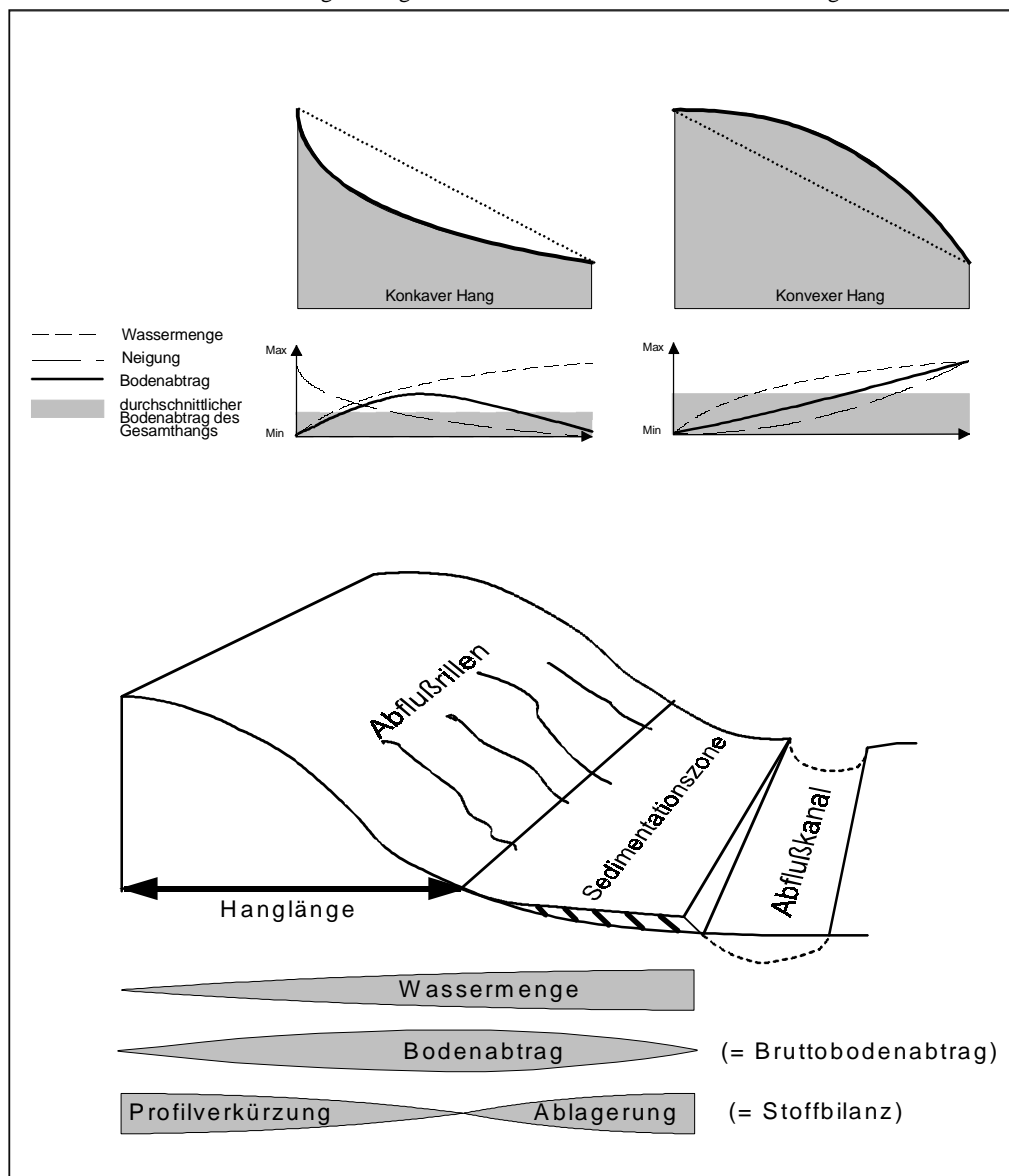 Konkaver Hang
Konvexer Hang
Wassermenge
Neigung
Bodenabtrag
durchschnittlicher
Bodenabtrag des
Gesamthangs
Max
Min
Max
Min
Abflußrillen
Sedimentationszone
Abflußkanal
Hanglänge
Wassermenge
Bodenabtrag (= Bruttobodenabtrag)
Profilverkürzung Ablagerung (= Stoffbilanz)